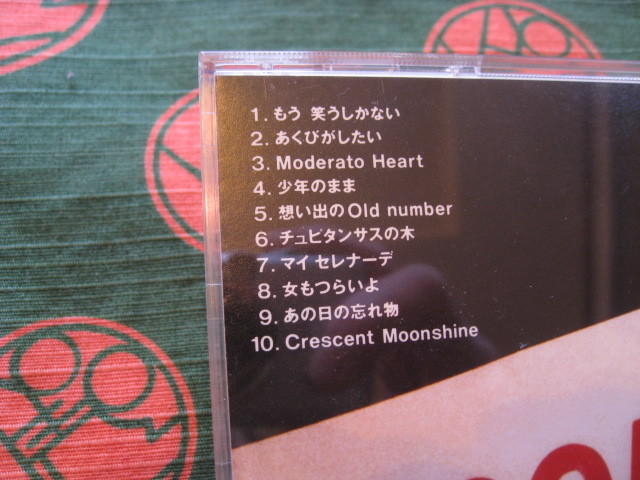 1. もう 笑うしかない
2. あくびがしたい
3. Moderato Heart
4. 少年のまま
5. 想い出のOld number
6. チュビタンサスの木
7. マイセレナーデ
8. 女もつらいよ
9. あの日の忘れ物
10. Crescent Moonshine